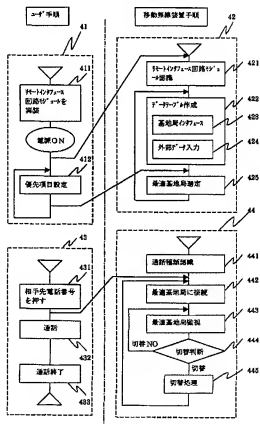 ユーザ手順
移動無線装置手順
41
411
リモートインタフェース
回路モジュールを
実装
電源ON
412
優先項目設定
42
リモートインタフェース回路モジュ
ール認識
421
データテーブル作成
422
基地局インタフェース
423
外部データ入力
424
最適基地局測定
425
43
431
相手先電話番号
を押す
通話
432
通話終了
433
44
通話種類認識
441
最適基地局に接続
442
最適基地局監視
443
切替NO
切替判断
444
切替
切替処理
445